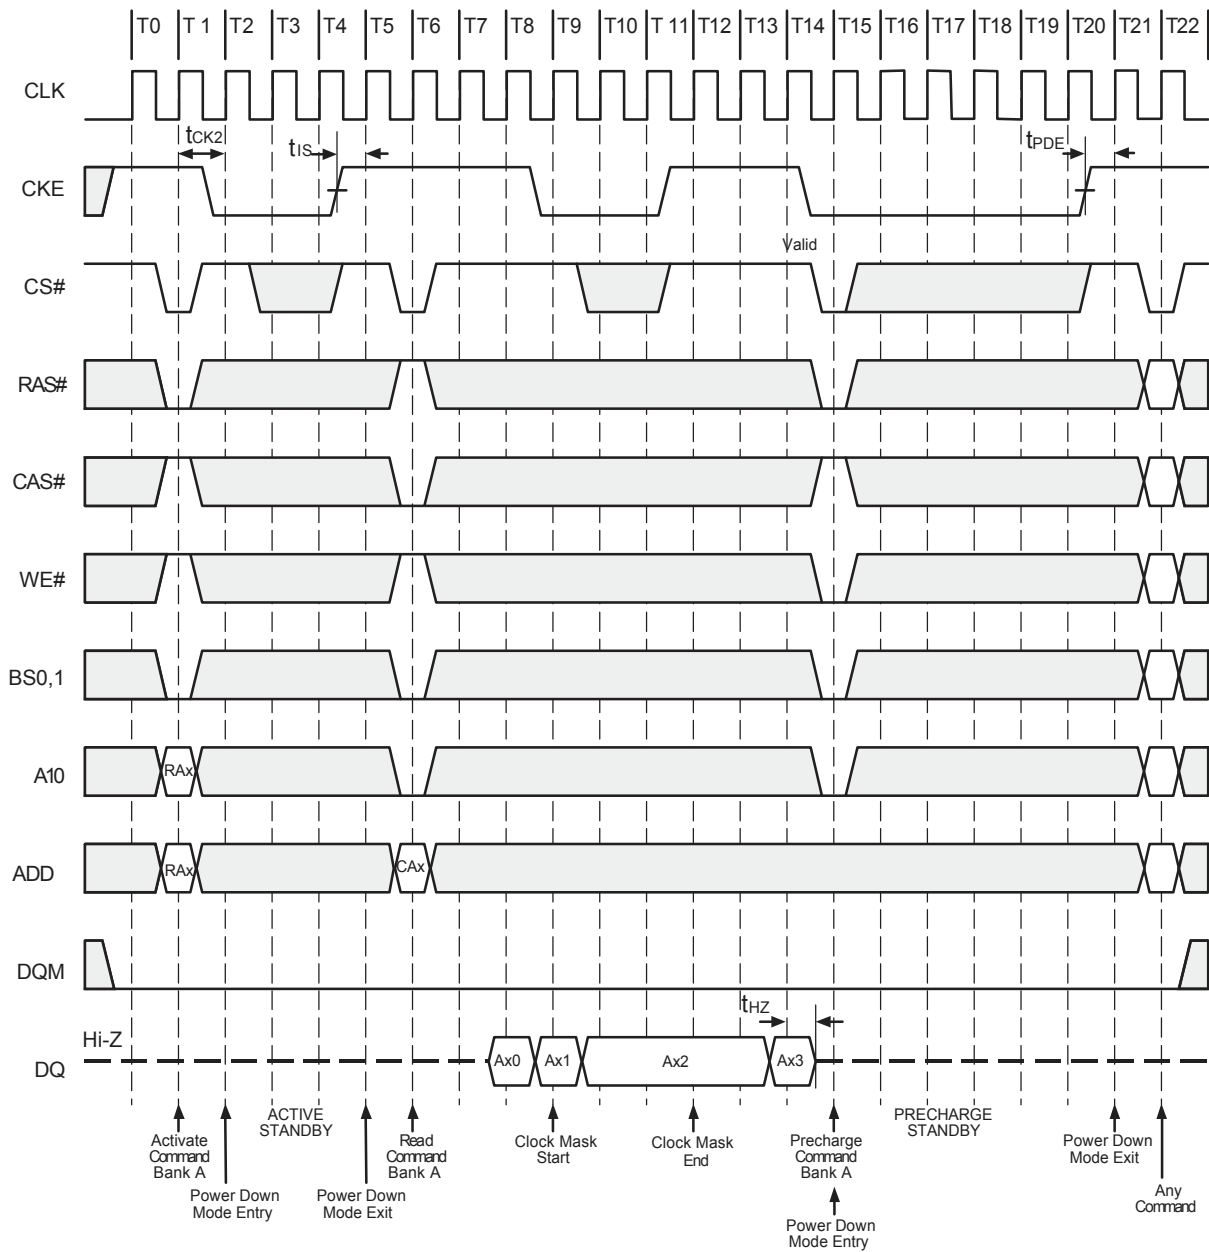 T0 T 1 T2 T3 T4 T5 T6 T7 T8 T9 T10 T 11 T12 T13 T14 T15 T16 T17 T18 T19 T20 T21 T22
CLK
tCK2
tIS
tPDE
CKE
Valid
CS#
RAS#
CAS#
WE#
BS0,1
A10
RAx
ADD
RAx
CAx
DQM
tHZ
Hi-Z
DQ
Ax0
Ax1
Ax2
Ax3
Activate
Command
Bank A
Power Down
Mode Entry
ACTIVE
STANDBY
Power Down
Mode Exit
Read
Command
Bank A
Clock Mask
Start
Clock Mask
End
Precharge
Command
Bank A
Power Down
Mode Entry
PRECHARGE
STANDBY
Power Down
Mode Exit
Any
Command